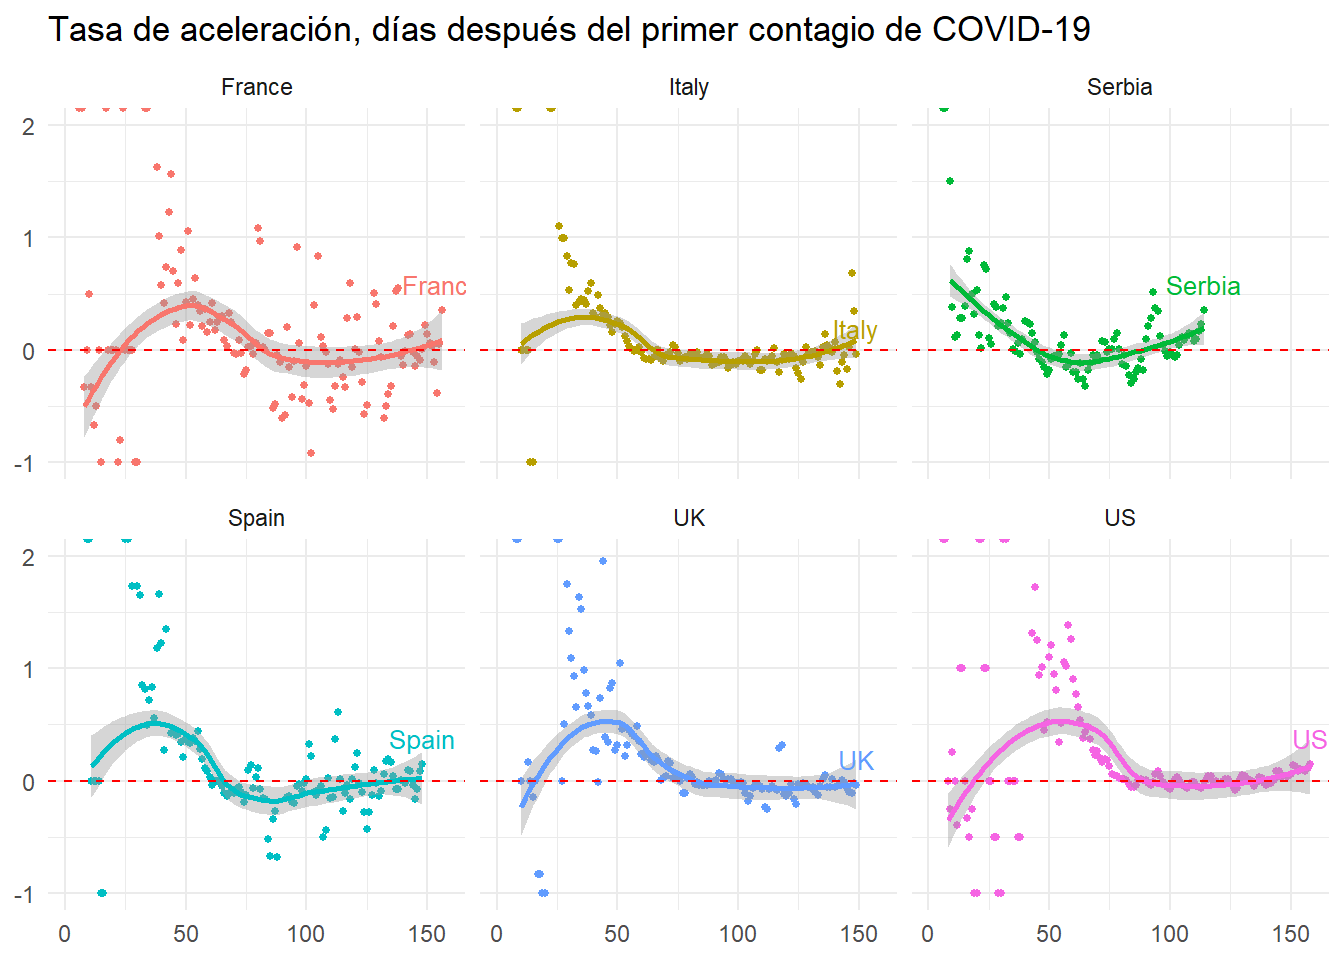 Tasa de aceleración, días después del primer contagio de COVID-19
France Italy Serbia
2
1
0
-1
Franc
Italy
Serbia
Spain UK US
2
1
0
-1
Spain
UK
US
0 50 100 150 0 50 100 150 0 50 100 150